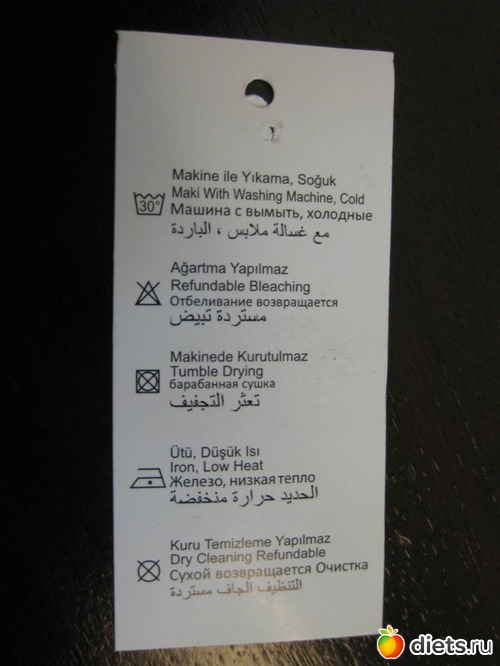 Makine ile Yıkama, Soğuk
Maki With Washing Machine, Cold
30°
Машина с вымыть, холодные
مع غسالة ملابس ، الباردة
Ağartma Yapılmaz
Refundable Bleaching
Отбеливание возвращается
مستردة تبيض
Makinede Kurutulmaz
Tumble Drying
барабанная сушка
تعثر التجفيف
Ütü, Düşük Isı
Iron, Low Heat
Железо, низкая тепло
الحديد حرارة منخفضة
Kuru Temizleme Yapılmaz
Dry Cleaning Refundable
Сухой возвращается Очистка
التنظيف الجاف مستردة
diets.ru